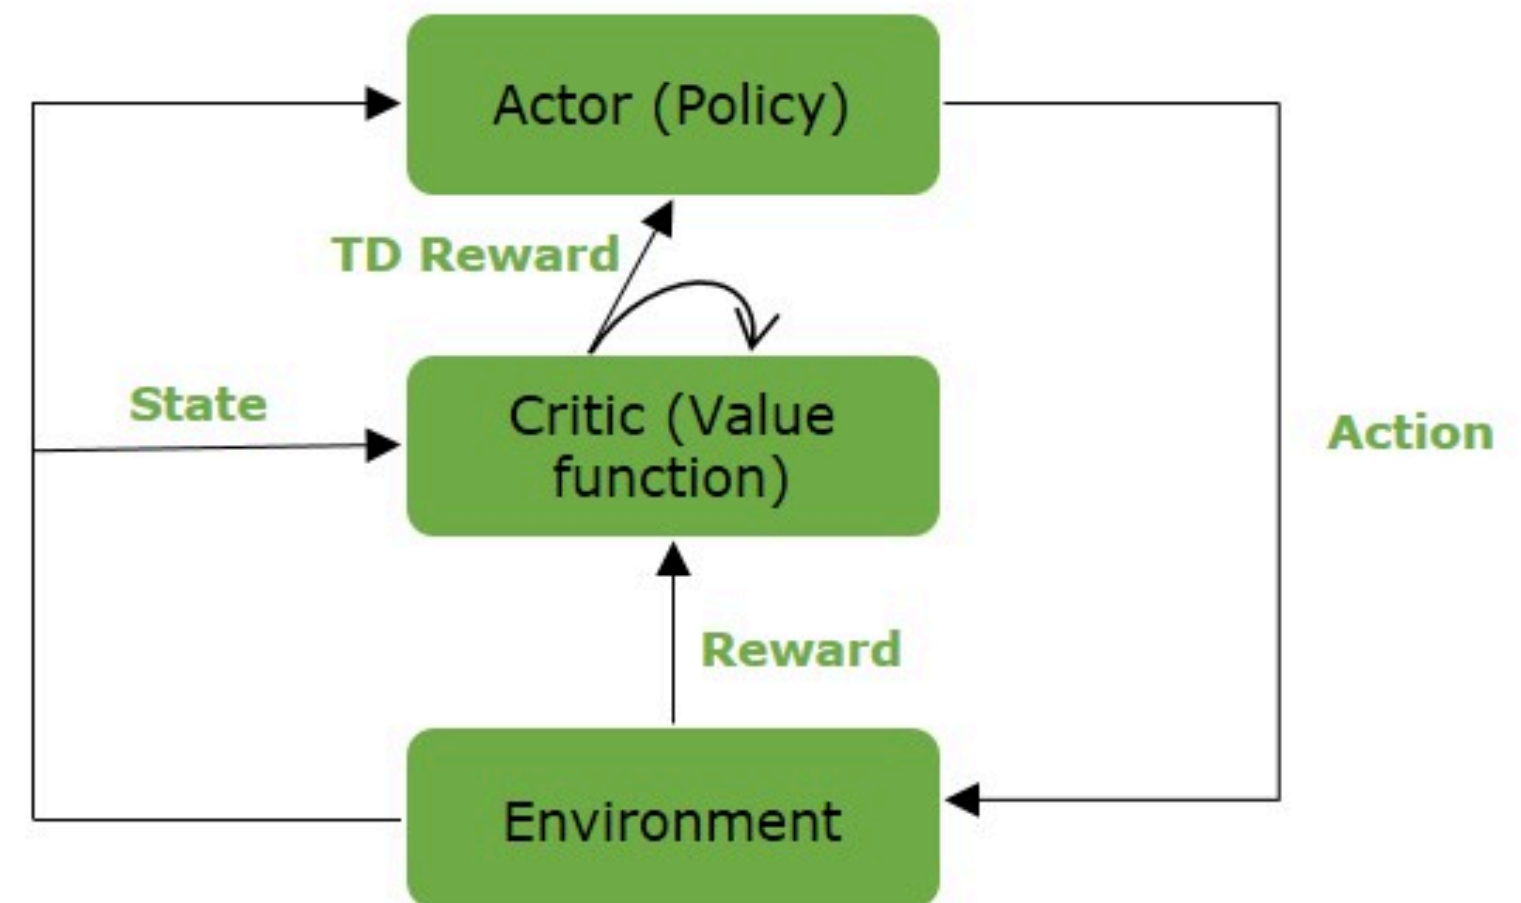 Actor (Policy)
TD Reward
State
Critic (Value
function)
Action
Reward
Environment